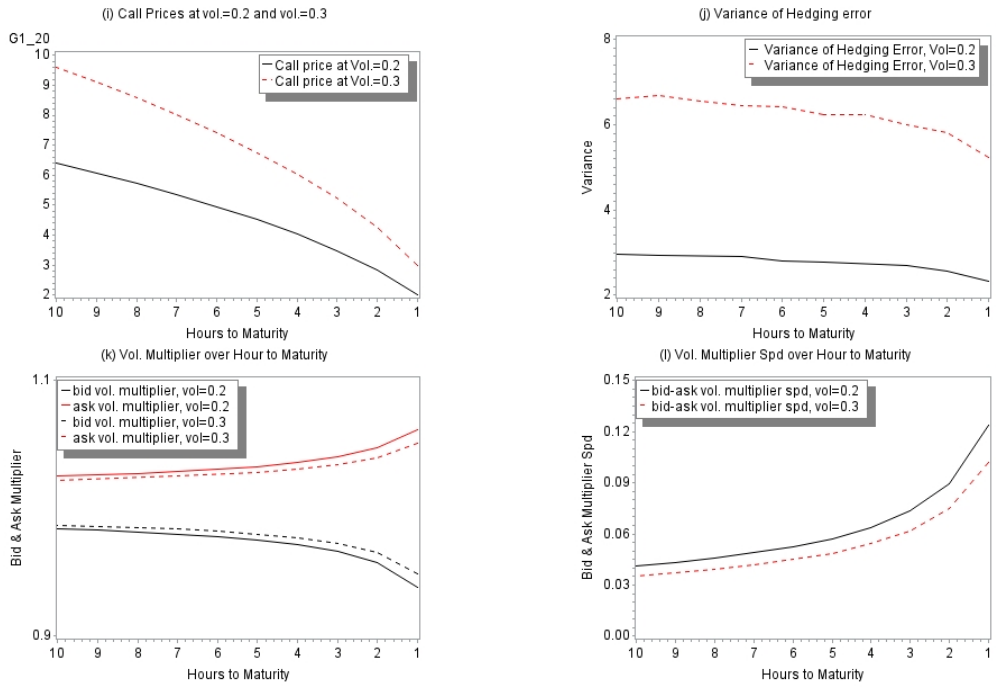 (i) Call Prices at vol.=0.2 and vol.=0.3
G1_20
10
9
8
7
6
5
4
3
2
Call price at Vol.=0.2
Call price at Vol.=0.3
10 9 8 7 6 5 4 3 2 1
Hours to Maturity
(j) Variance of Hedging error
8
6
4
2
Variance
Variance of Hedging Error, Vol=0.2
Variance of Hedging Error, Vol=0.3
10 9 8 7 6 5 4 3 2 1
Hours to Maturity
(k) Vol. Multiplier over Hour to Maturity
1.1
0.9
Bid & Ask Multiplier
bid vol. multiplier, vol=0.2
ask vol. multiplier, vol=0.2
bid vol. multiplier, vol=0.3
ask vol. multiplier, vol=0.3
10 9 8 7 6 5 4 3 2 1
Hours to Maturity
(l) Vol. Multiplier Spd over Hour to Maturity
0.15
0.12
0.09
0.06
0.03
0.00
Bid & Ask Multiplier Spd
bid-ask vol. multiplier spd, vol=0.2
bid-ask vol. multiplier spd, vol=0.3
10 9 8 7 6 5 4 3 2 1
Hours to Maturity